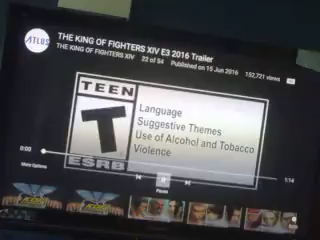 ATLUS
THE KING OF FIGHTERS XIV E3 2016 Trailer
THE KING OF FIGHTERS XIV 22 of 54 Published on 15 Jun 2016 152,721 views
TEEN
T
ESRB
Language
Suggestive Themes
Use of Alcohol and Tobacco
Violence
0:00
1:14
More Options
Pause